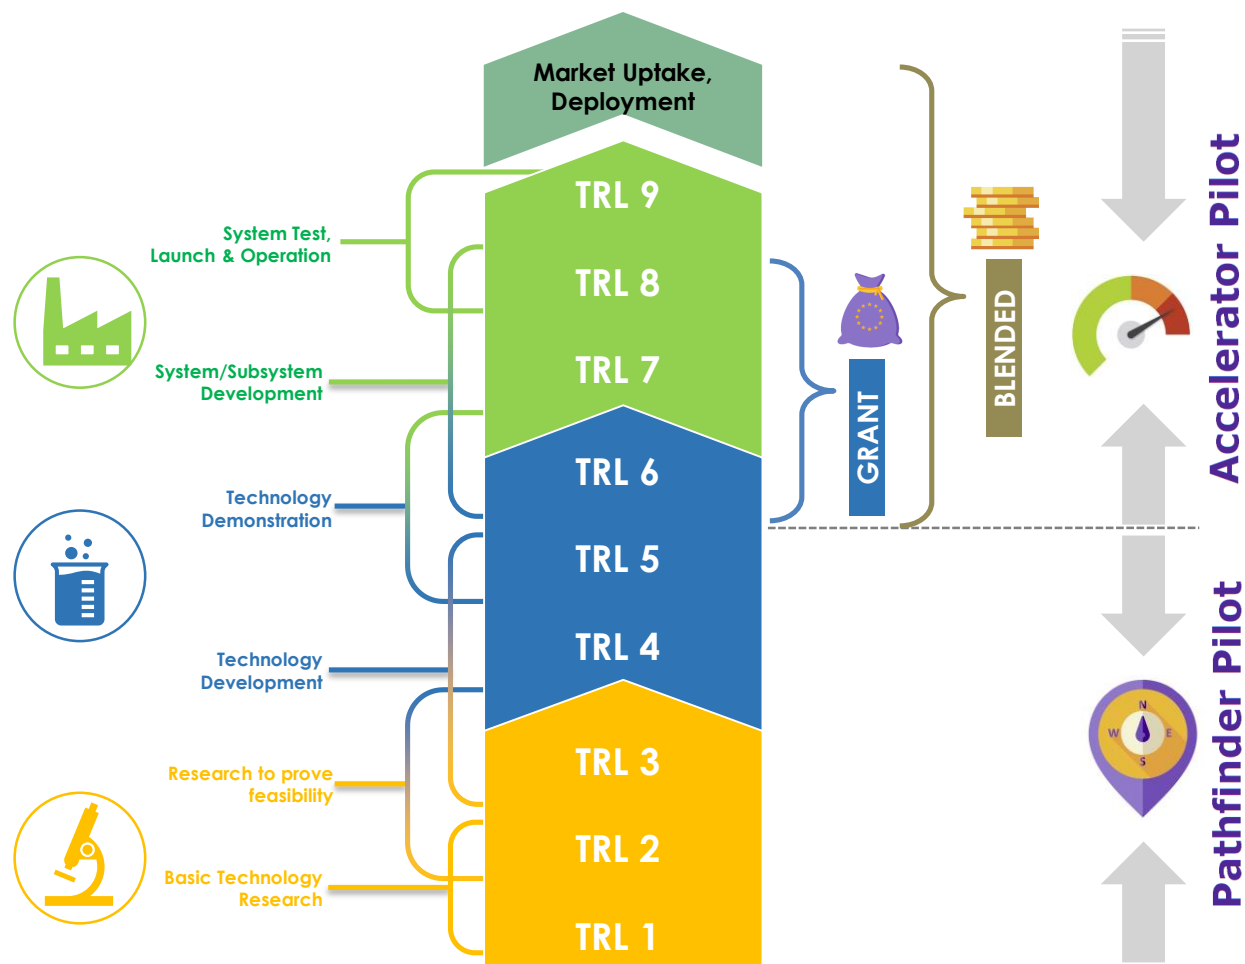 Market Uptake,
Deployment
TRL 9
TRL 8
TRL 7
TRL 6
TRL 5
TRL 4
TRL 3
TRL 2
TRL 1
System Test,
Launch & Operation
System/Subsystem
Development
Technology
Demonstration
Technology
Development
Research to prove
feasibility
Basic Technology
Research
GRANT
BLENDED
Accelerator Pilot
Pathfinder Pilot
N
W E
S